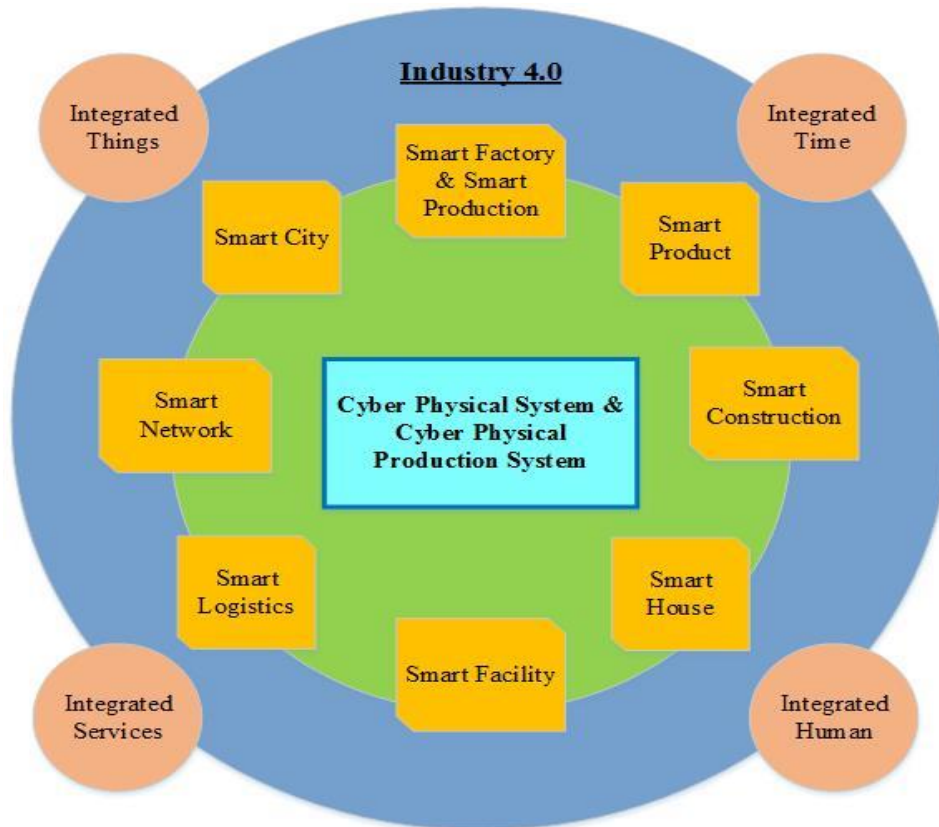 Industry 4.0
Integrated
Things
Integrated
Time
Smart Factory
& Smart
Production
Smart City
Smart
Product
Smart
Network
Cyber Physical System &
Cyber Physical
Production System
Smart
Construction
Smart
Logistics
Smart
House
Smart Facility
Integrated
Services
Integrated
Human